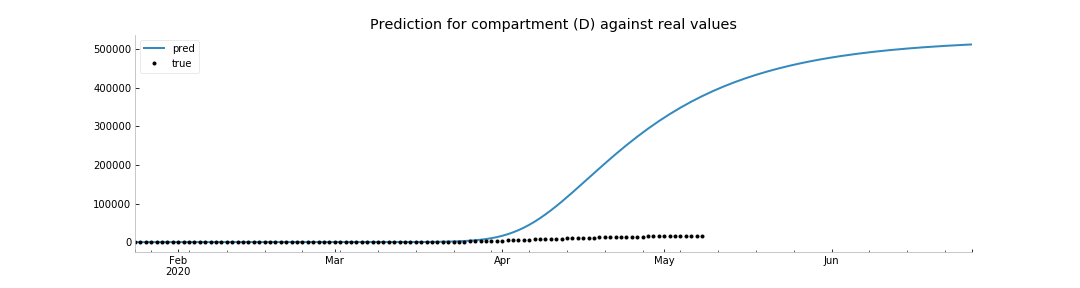 Prediction for compartment (D) against real values
pred
true
500000
400000
300000
200000
100000
0
Feb
2020
Mar
Apr
May
Jun